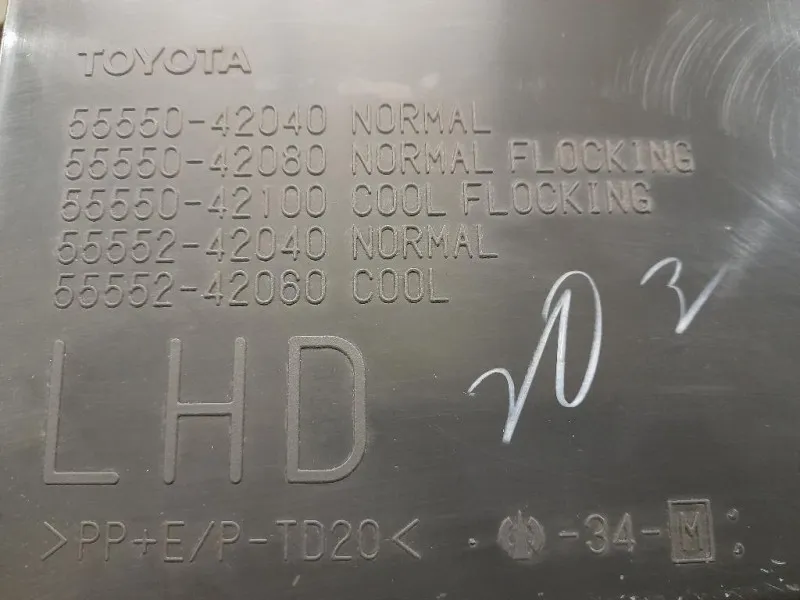 TOYOTA
55550-42040 NORMAL
55550-42080 NORMAL FLOCKING
55550-42100 COOL FLOCKING
55552-42040 NORMAL
55552-42060 COOL
LHD
>PP+E/P-TD20<
-34-M